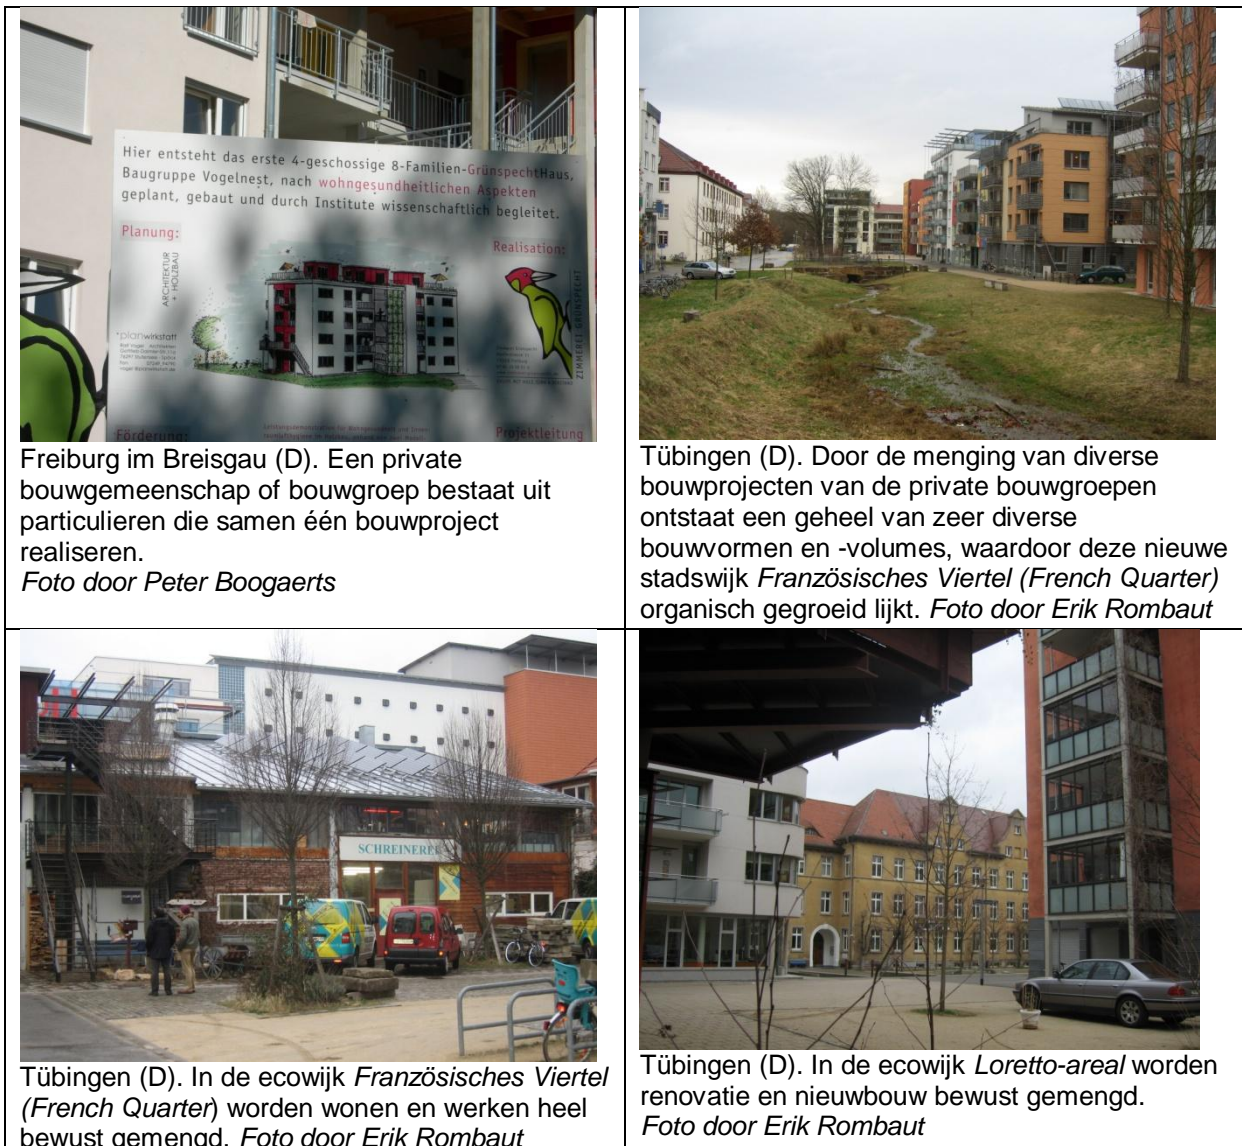 Hier entsteht das erste 4-geschossige 8-Familien-GrünspechtHaus,
Baugruppe Vogelnest, nach wohngesundheitlichen Aspekten
geplant, gebaut und durch Institute wissenschaftlich begleitet.
Planung:
Realisation:
ARCHITEKTUR
+ HOLZBAU
planwirkstatt
ZIMMEREI GRÜNSPECHT
Förderung:
Projektleitung
Freiburg im Breisgau (D). Een private
bouwgemeenschap of bouwgroep bestaat uit
particulieren die samen één bouwproject
realiseren.
Foto door Peter Boogaerts
Tübingen (D). Door de menging van diverse
bouwprojecten van de private bouwgroepen
ontstaat een geheel van zeer diverse
bouwvormen en -volumes, waardoor deze nieuwe
stadswijk Französisches Viertel (French Quarter)
organisch gegroeid lijkt. Foto door Erik Rombaut
SCHREINEREI
Tübingen (D). In de ecowijk Französisches Viertel
(French Quarter) worden wonen en werken heel
bewust gemengd. Foto door Erik Rombaut
Tübingen (D). In de ecowijk Loretto-areal worden
renovatie en nieuwbouw bewust gemengd.
Foto door Erik Rombaut